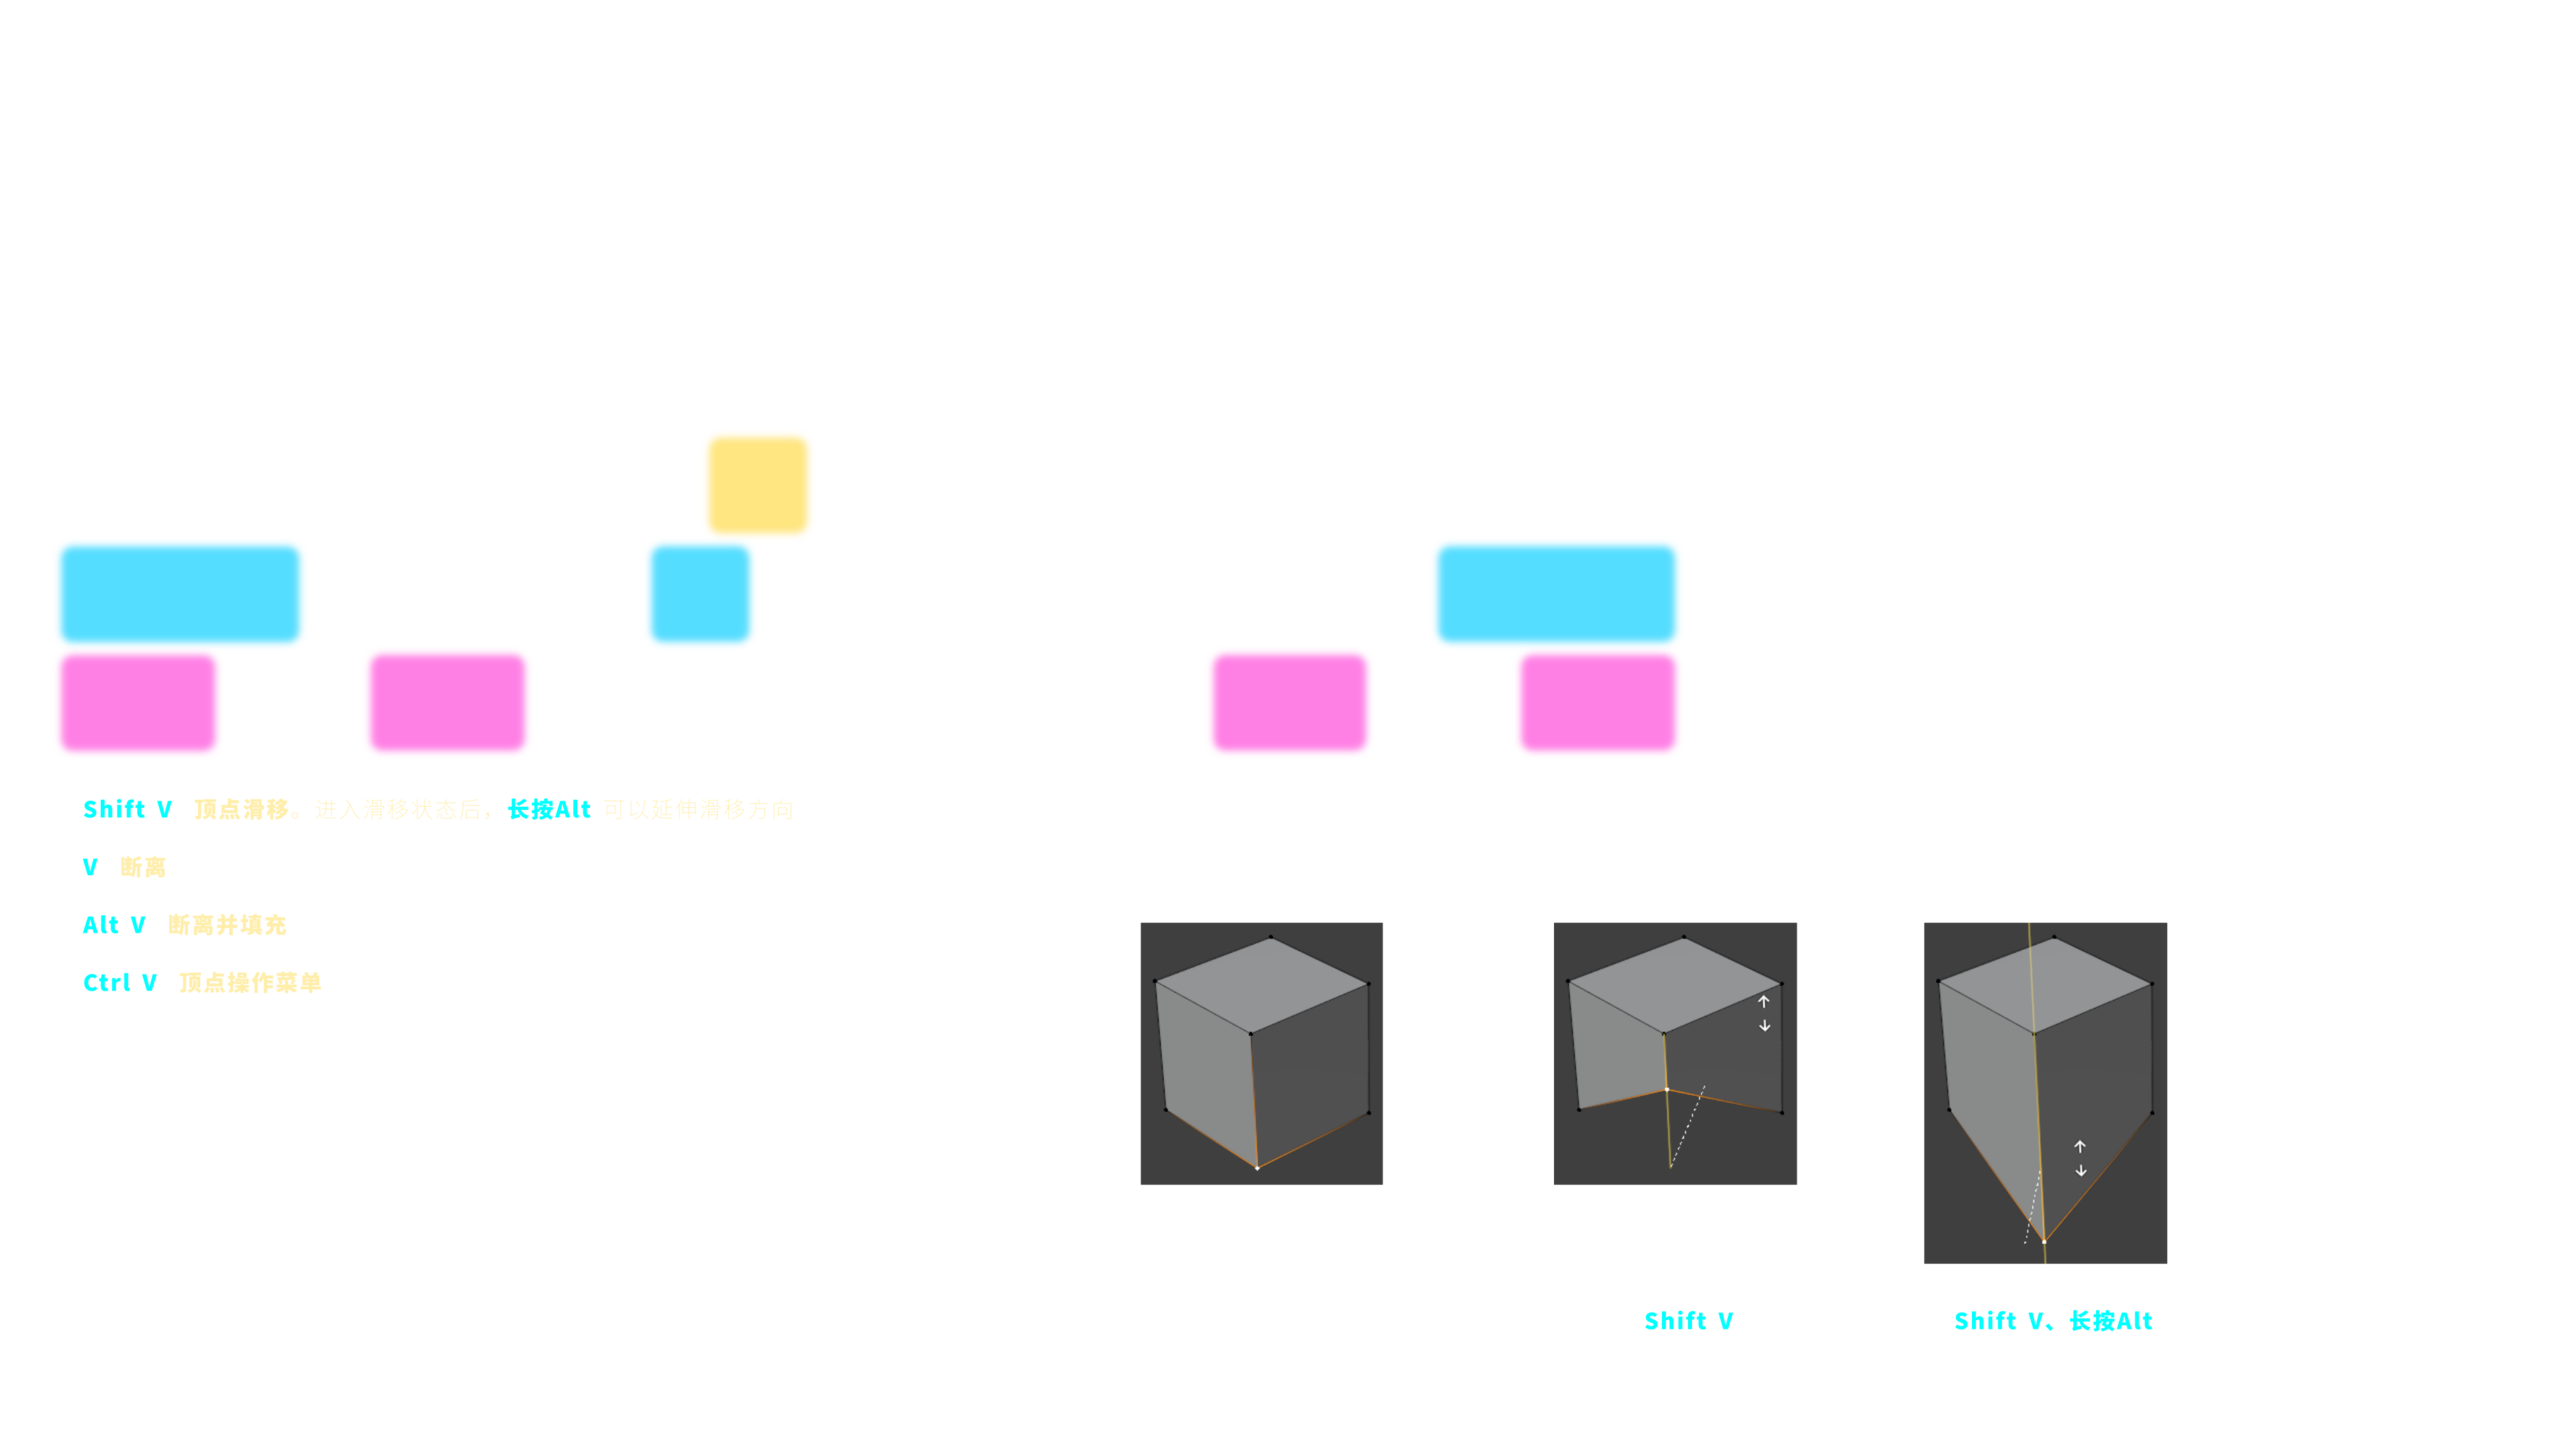 Shift V 顶点滑移。进入滑移状态后，长按Alt 可以延伸滑移方向
V 断离
Alt V 断离并填充
Ctrl V 顶点操作菜单
Shift V
Shift V、长按Alt